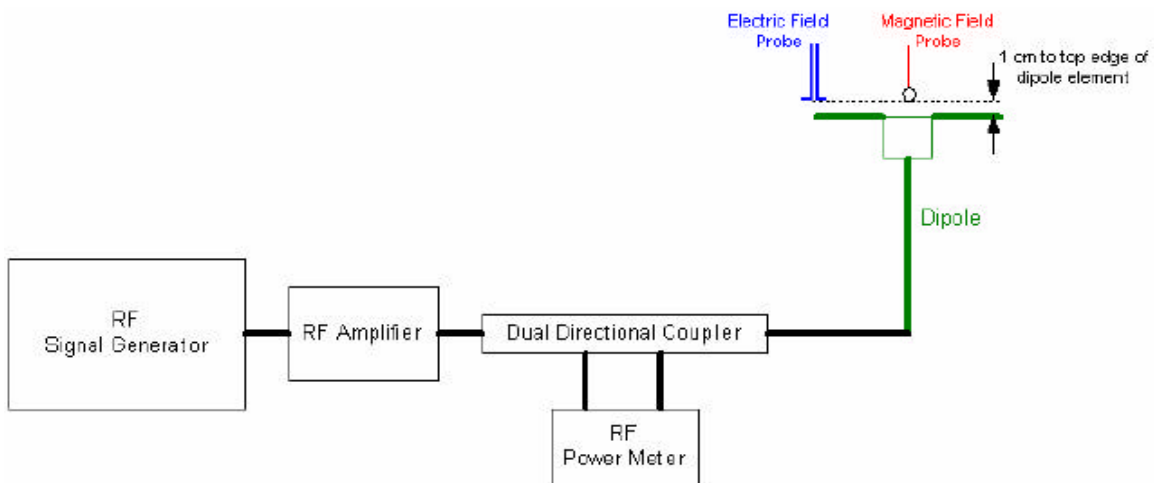 Electric Field
Probe
Magnetic Field
Probe
1 cm to top edge of
dipole element
Dipole
RF
Signal Generator
RF Amplifier
Dual Directional Coupler
RF
Power Meter